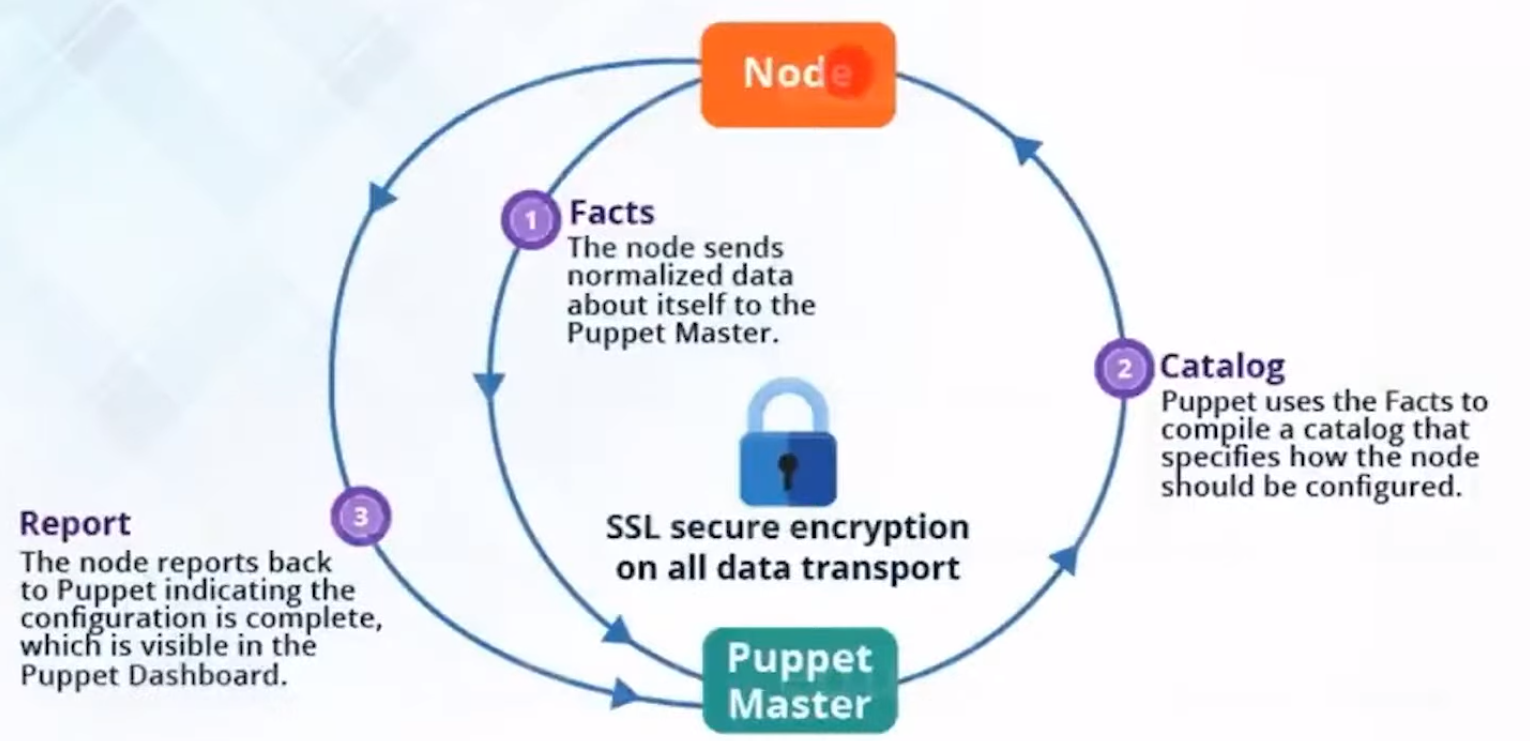 Node
1
Facts
The node sends
normalized data
about itself to the
Puppet Master.
2
Catalog
Puppet uses the Facts to
compile a catalog that
specifies how the node
should be configured.
SSL secure encryption
on all data transport
3
Report
The node reports back
to Puppet indicating the
configuration is complete,
which is visible in the
Puppet Dashboard.
Puppet
Master